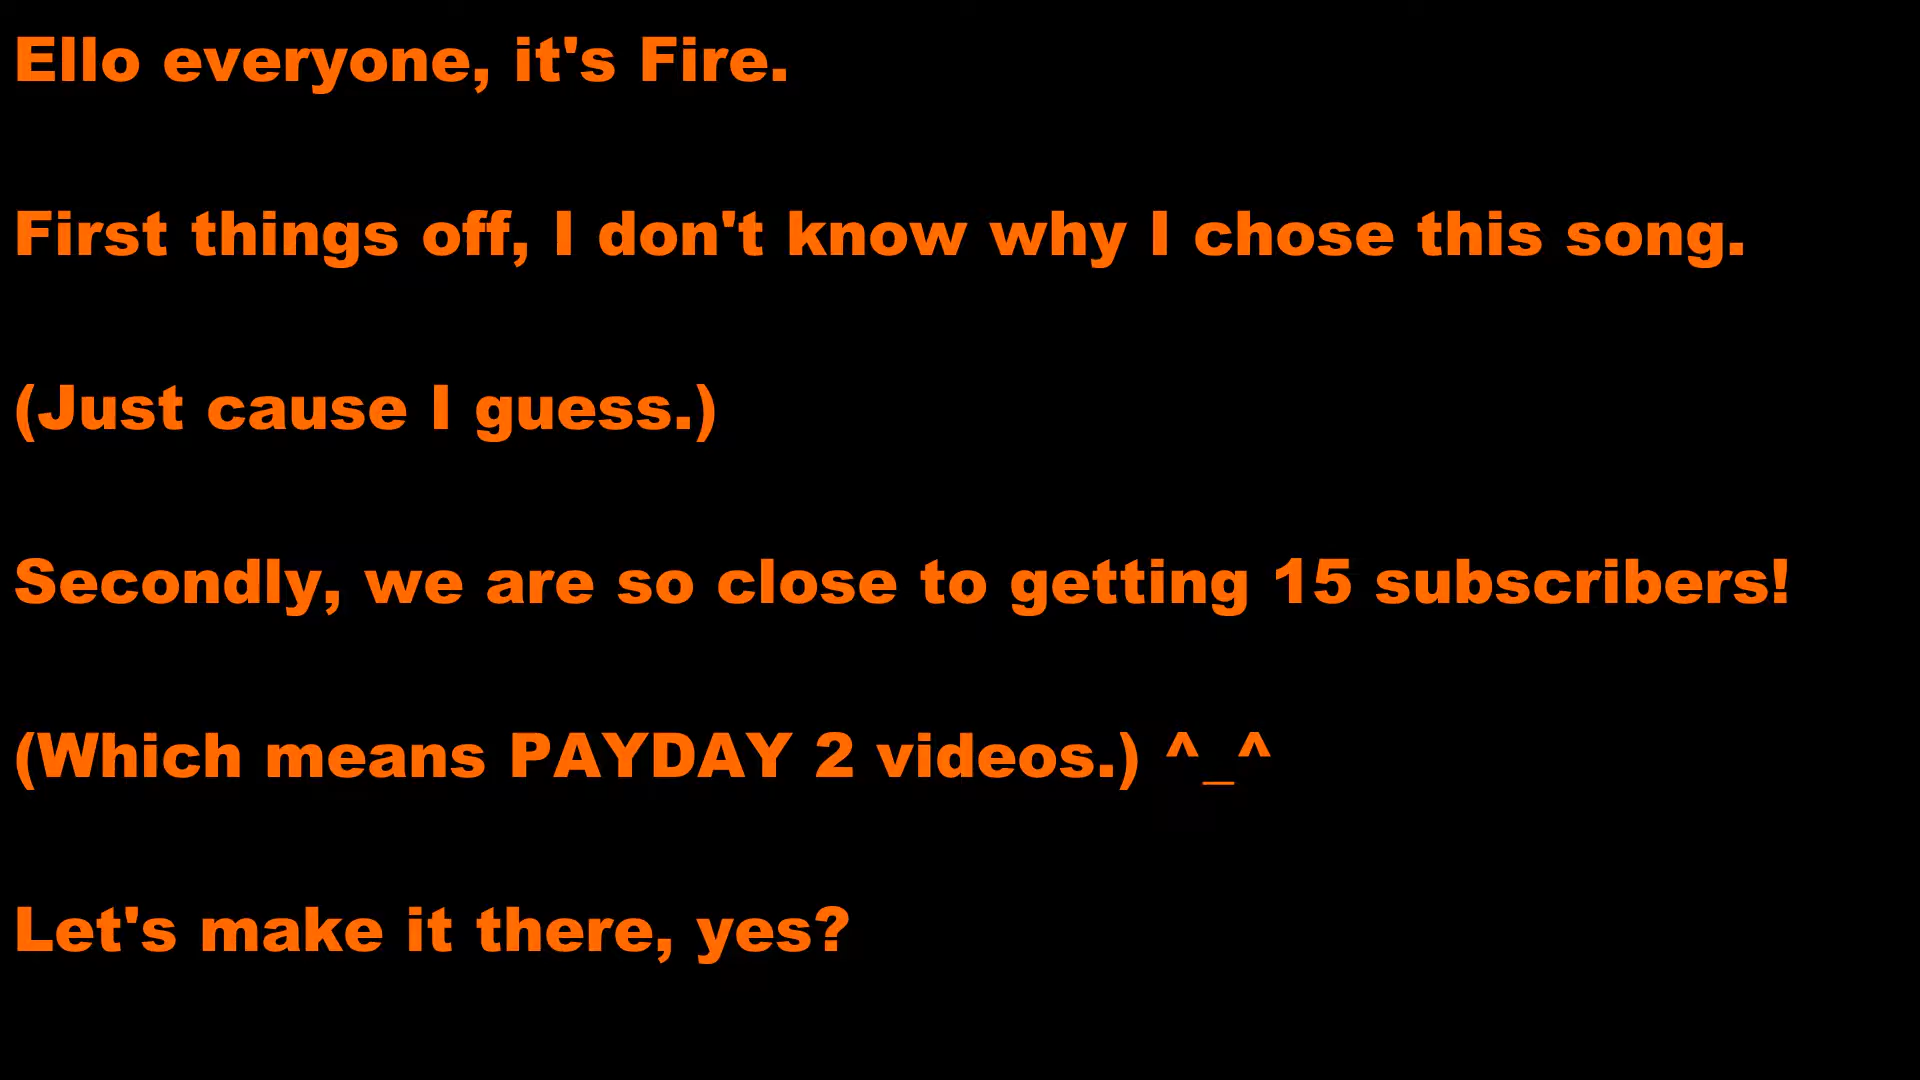 Ello everyone, it's Fire.
First things off, I don't know why I chose this song.
(Just cause I guess.)
Secondly, we are so close to getting 15 subscribers!
(Which means PAYDAY 2 videos.) ^_^
Let's make it there, yes?